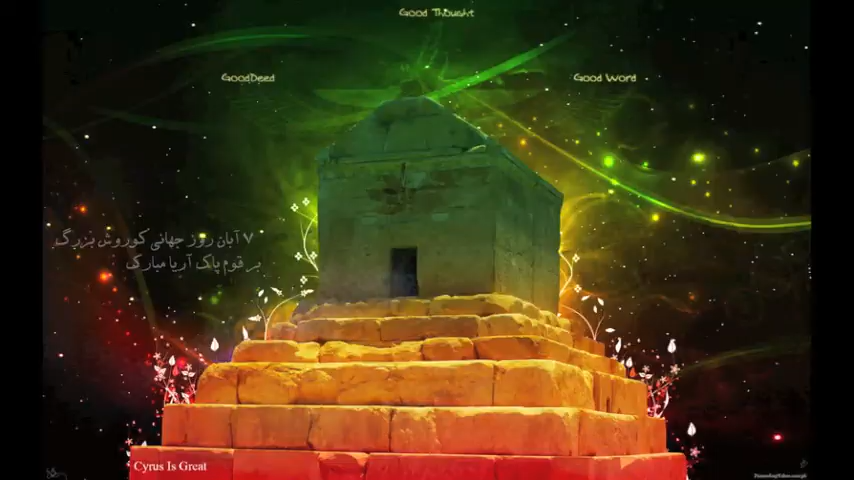 Good Thought
GoodDeed
Good Word
۷ آبان روز جهانی کوروش بزرگ
بر قوم پاک آریا مبارک
Cyrus Is Great